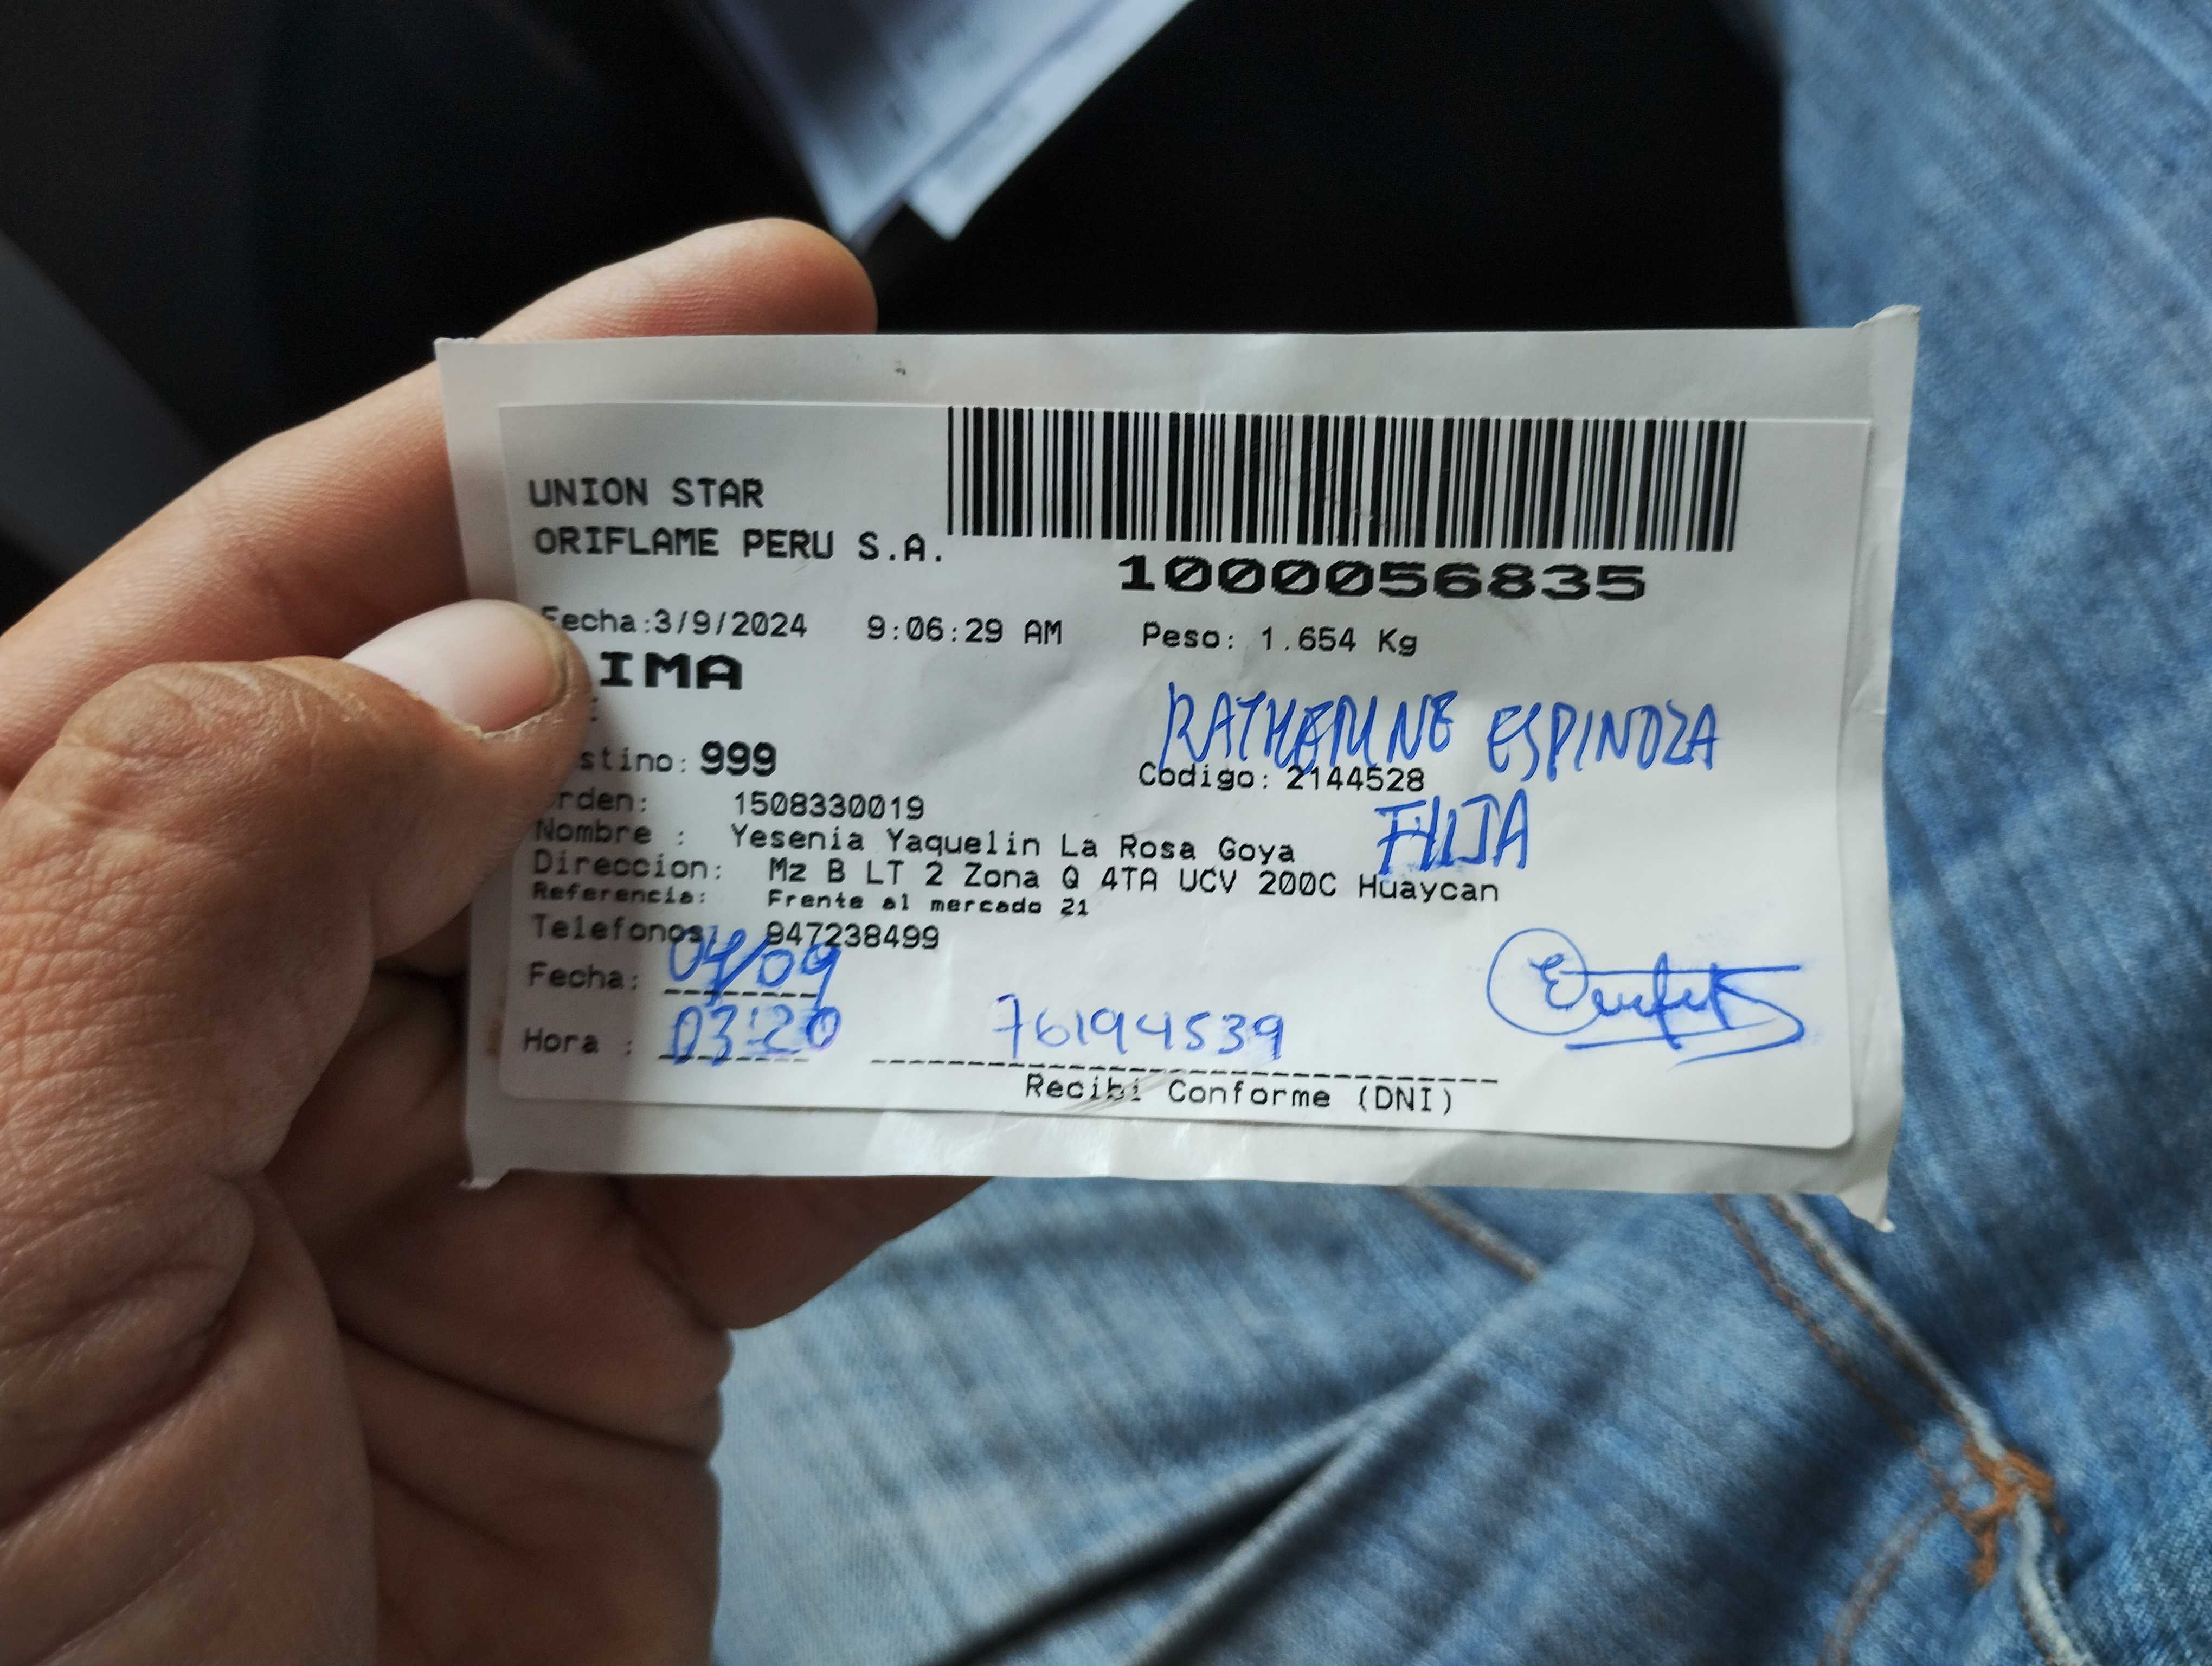 UNION STAR
ORIFLAME PERU S.A.
1000056835
Fecha:3/9/2024 9:06:29 AM Peso: 1.654 Kg
IMA
KATHERINE ESPINOZA
stino: 999 Codigo: 2144528
rden: 1508330019
HIJA
Nombre : Yesenia Yaquelin La Rosa Goya
Direccion: Mz B LT 2 Zona Q 4TA UCV 200C Huaycan
Referencia: Frente al mercado 21
Telefonos 947238499
Fecha: 04/09
Hora : 03:20 76194539
Recibi Conforme (DNI)